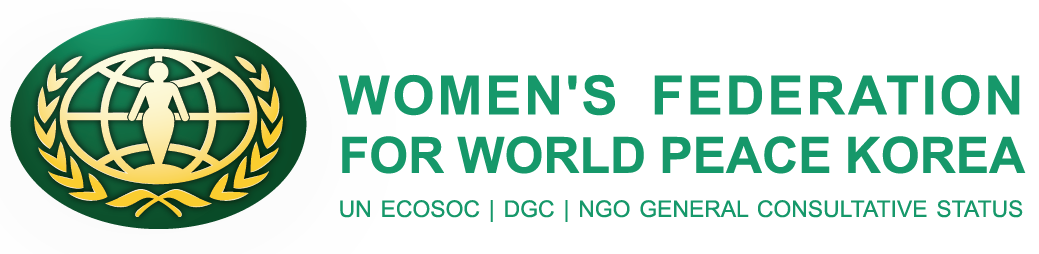 WOMEN'S FEDERATION
FOR WORLD PEACE KOREA
UN ECOSOC | DGC | NGO GENERAL CONSULTATIVE STATUS